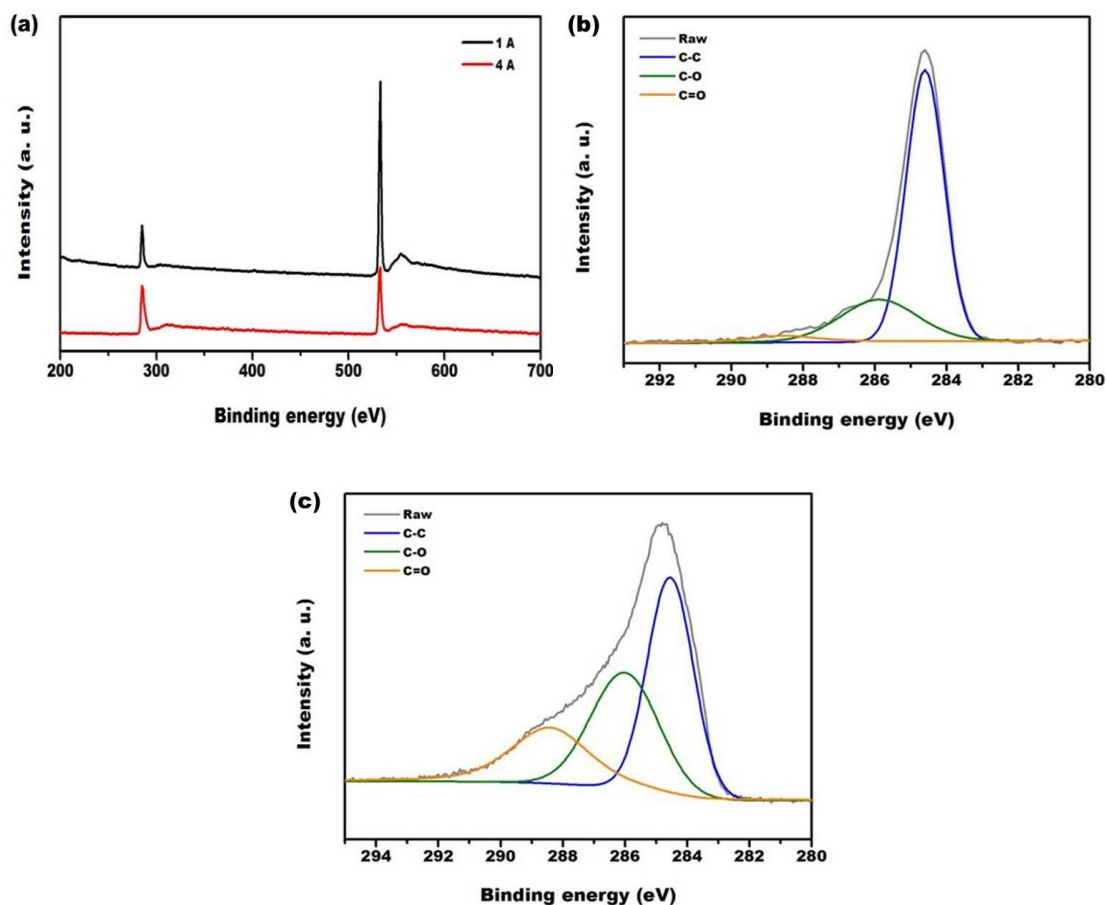 (a)
1 A
4 A
Intensity (a. u.)
200 300 400 500 600 700
Binding energy (eV)
(b)
Raw
C-C
C-O
C=O
Intensity (a. u.)
292 290 288 286 284 282 280
Binding energy (eV)
(c)
Raw
C-C
C-O
C=O
Intensity (a. u.)
294 292 290 288 286 284 282 280
Binding energy (eV)